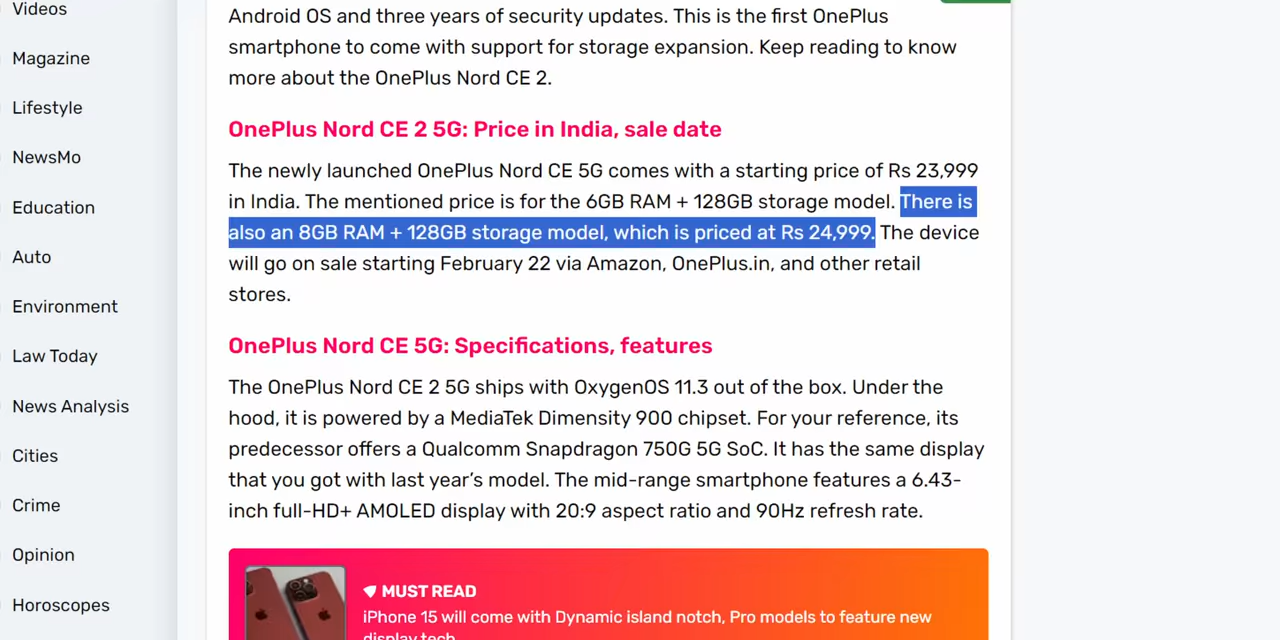 Videos
Magazine
Lifestyle
NewsMo
Education
Auto
Environment
Law Today
News Analysis
Cities
Crime
Opinion
Horoscopes
Android OS and three years of security updates. This is the first OnePlus
smartphone to come with support for storage expansion. Keep reading to know
more about the OnePlus Nord CE 2.
OnePlus Nord CE 2 5G: Price in India, sale date
The newly launched OnePlus Nord CE 5G comes with a starting price of Rs 23,999
in India. The mentioned price is for the 6GB RAM + 128GB storage model. There is
also an 8GB RAM + 128GB storage model, which is priced at Rs 24,999. The device
will go on sale starting February 22 via Amazon, OnePlus.in, and other retail
stores.
OnePlus Nord CE 5G: Specifications, features
The OnePlus Nord CE 2 5G ships with OxygenOS 11.3 out of the box. Under the
hood, it is powered by a MediaTek Dimensity 900 chipset. For your reference, its
predecessor offers a Qualcomm Snapdragon 750G 5G SoC. It has the same display
that you got with last year’s model. The mid-range smartphone features a 6.43-
inch full-HD+ AMOLED display with 20:9 aspect ratio and 90Hz refresh rate.
MUST READ
iPhone 15 will come with Dynamic island notch, Pro models to feature new
display tech